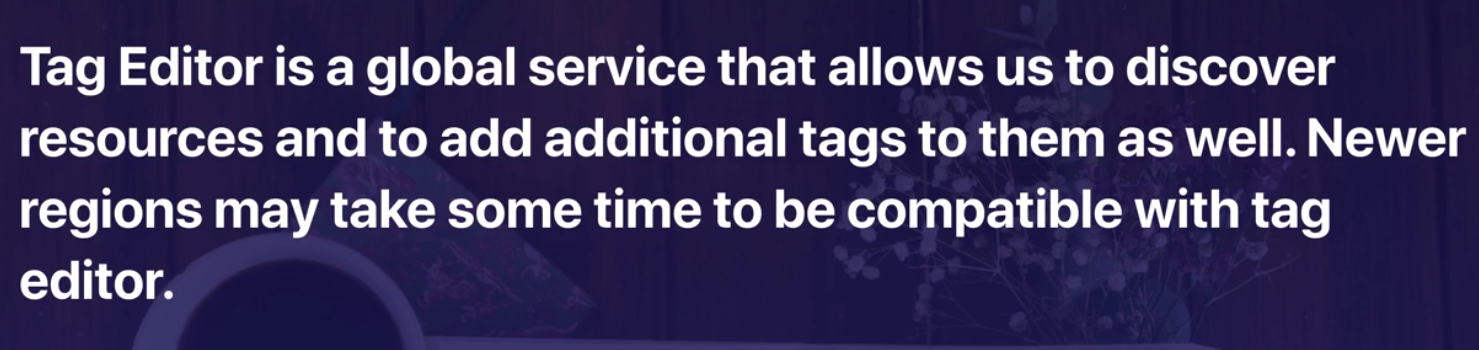 Tag Editor is a global service that allows us to discover
resources and to add additional tags to them as well. Newer
regions may take some time to be compatible with tag
editor.